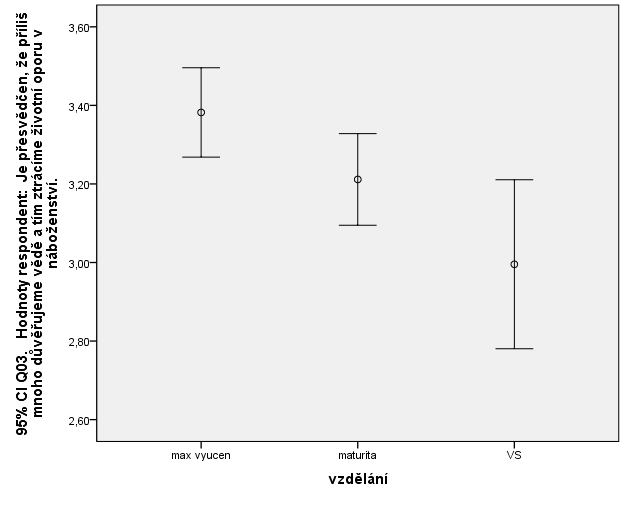 95% CI Q03. Hodnoty respondent: Je přesvědčen, že příliš
mnoho důvěřujeme vědě a tím ztrácíme životní oporu v
náboženství.
3,60
3,40
3,20
3,00
2,80
2,60
max vyucen
maturita
VS
vzdělání